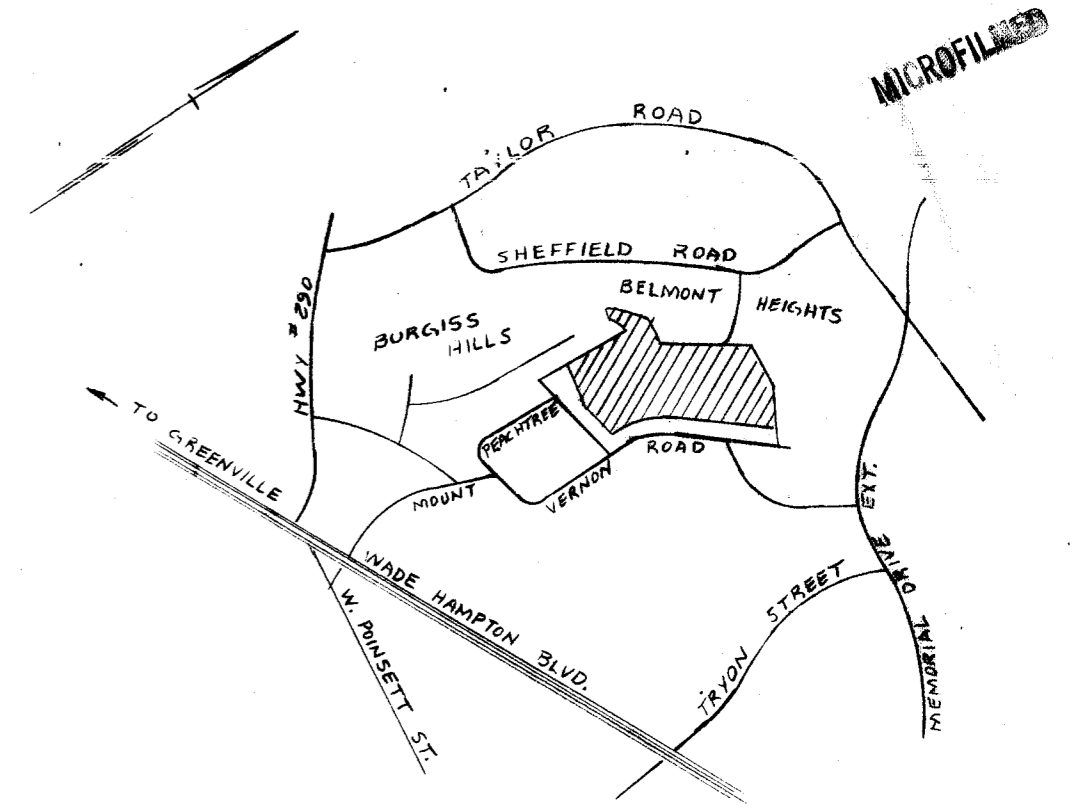 MICROFILMED
TAYLOR ROAD
SHEFFIELD ROAD
BELMONT HEIGHTS
HWY # 290
BURGISS
HILLS
TO GREENVILLE
PEACHTREE
MOUNT VERNON ROAD
WADE HAMPTON BLVD.
W. POINSETT ST.
TRYON STREET
MEMORIAL DRIVE EXT.